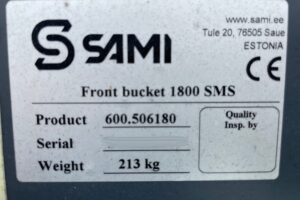 SAMI
www.sami.ee
Tule 20, 76505 Saue
ESTONIA
CE
Front bucket 1800 SMS
Product 600.506180
Serial
Weight 213 kg
Quality
Insp. by